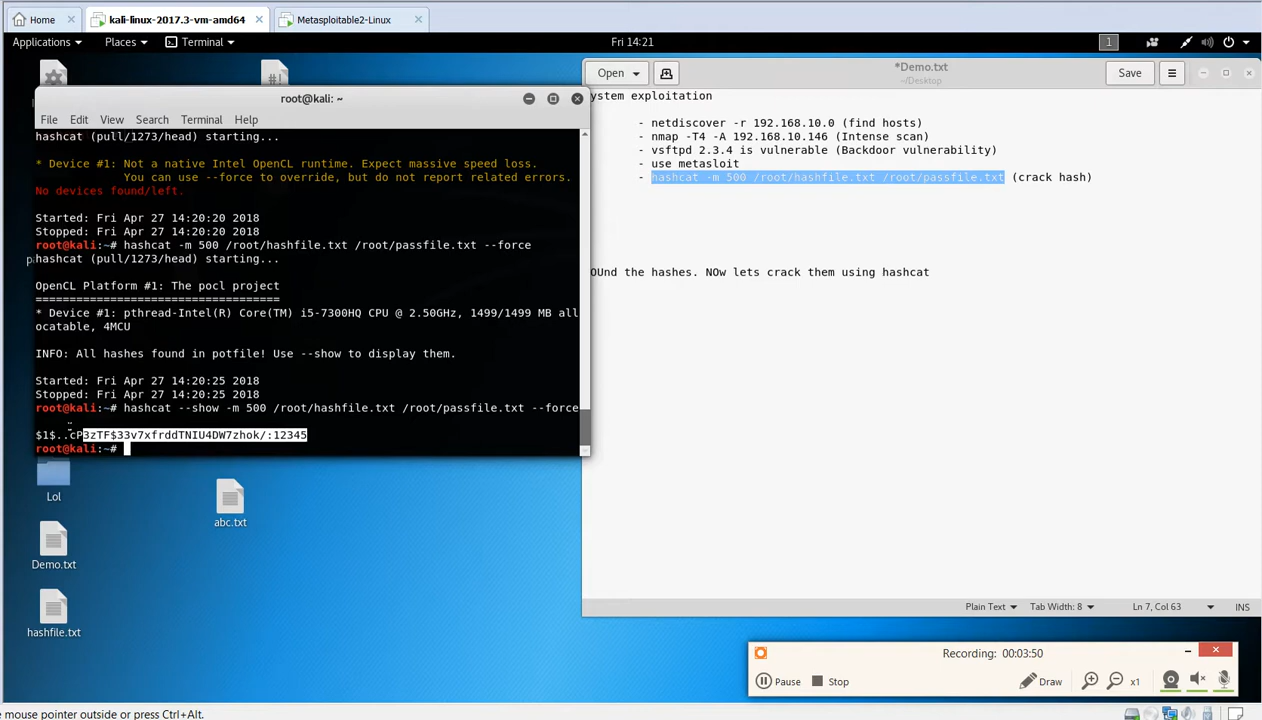 Home
kali-linux-2017.3-vm-amd64
Metasploitable2-Linux
Applications
Places
Terminal
Fri 14:21
1
root@kali: ~
File Edit View Search Terminal Help
hashcat (pull/1273/head) starting...
* Device #1: Not a native Intel OpenCL runtime. Expect massive speed loss.
You can use --force to override, but do not report related errors.
No devices found/left.
Started: Fri Apr 27 14:20:20 2018
Stopped: Fri Apr 27 14:20:20 2018
root@kali:~# hashcat -m 500 /root/hashfile.txt /root/passfile.txt --force
hashcat (pull/1273/head) starting...
OpenCL Platform #1: The pocl project
====================================
* Device #1: pthread-Intel(R) Core(TM) i5-7300HQ CPU @ 2.50GHz, 1499/1499 MB all
ocatable, 4MCU
INFO: All hashes found in potfile! Use --show to display them.
Started: Fri Apr 27 14:20:25 2018
Stopped: Fri Apr 27 14:20:25 2018
root@kali:~# hashcat --show -m 500 /root/hashfile.txt /root/passfile.txt --force
$1$..cP3zTF$33v7xfrddTNIU4DW7zhok/:12345
root@kali:~#
Lol
abc.txt
Demo.txt
hashfile.txt
Open
*Demo.txt
~/Desktop
Save
ystem exploitation
- netdiscover -r 192.168.10.0 (find hosts)
- nmap -T4 -A 192.168.10.146 (Intense scan)
- vsftpd 2.3.4 is vulnerable (Backdoor vulnerability)
- use metasloit
- hashcat -m 500 /root/hashfile.txt /root/passfile.txt (crack hash)
OUnd the hashes. NOw lets crack them using hashcat
Plain Text
Tab Width: 8
Ln 7, Col 63
INS
Recording: 00:03:50
Pause
Stop
Draw
x1
e mouse pointer outside or press Ctrl+Alt.